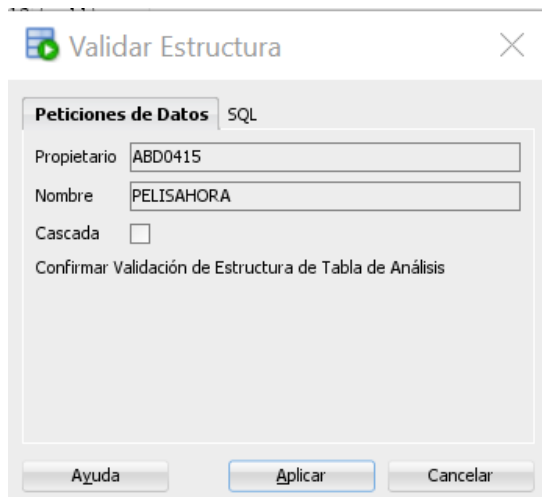 Validar Estructura
Peticiones de Datos SQL
Propietario ABD0415
Nombre PELISAHORA
Cascada
Confirmar Validación de Estructura de Tabla de Análisis
Ayuda Aplicar Cancelar